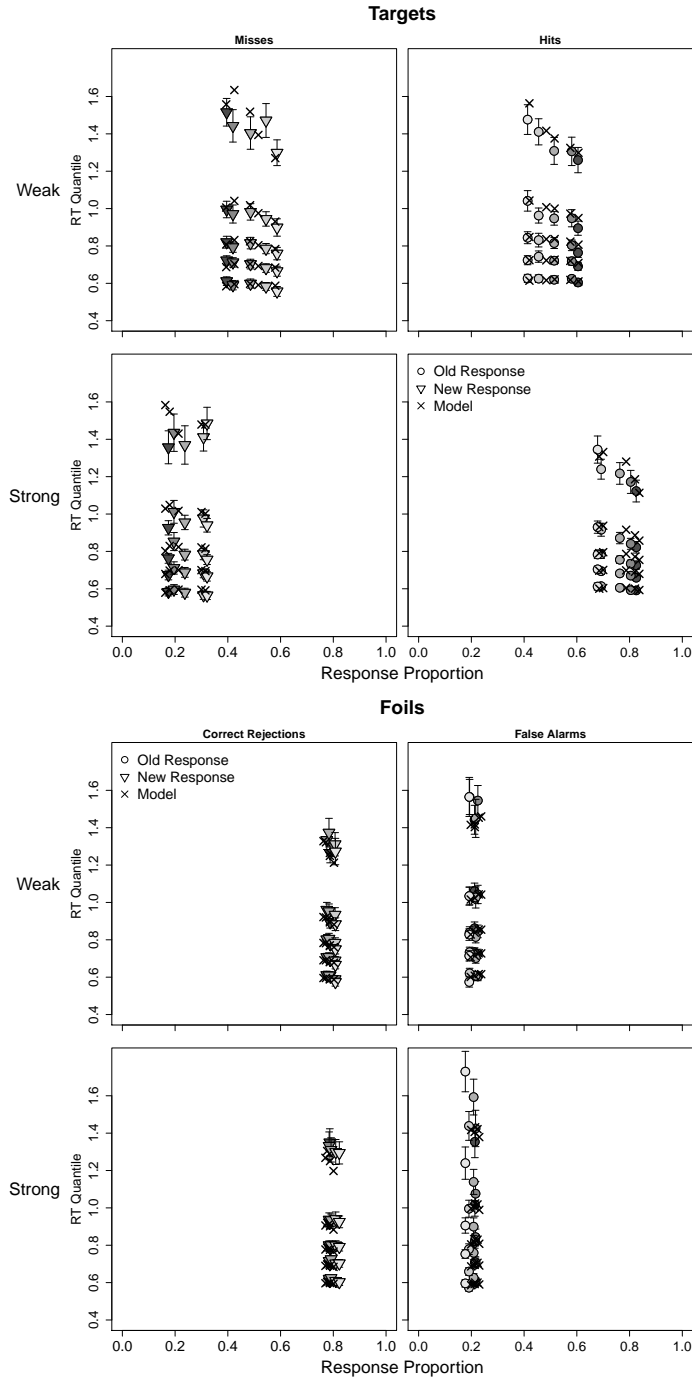 Targets
Misses
Hits
Weak
RT Quantile
0.4 0.6 0.8 1.0 1.2 1.4 1.6
Strong
RT Quantile
0.4 0.6 0.8 1.0 1.2 1.4 1.6
Old Response
New Response
Model
0.0 0.2 0.4 0.6 0.8 1.0
0.0 0.2 0.4 0.6 0.8 1.0
Response Proportion
Foils
Correct Rejections
False Alarms
Old Response
New Response
Model
Weak
RT Quantile
0.4 0.6 0.8 1.0 1.2 1.4 1.6
Strong
RT Quantile
0.4 0.6 0.8 1.0 1.2 1.4 1.6
0.0 0.2 0.4 0.6 0.8 1.0
0.0 0.2 0.4 0.6 0.8 1.0
Response Proportion